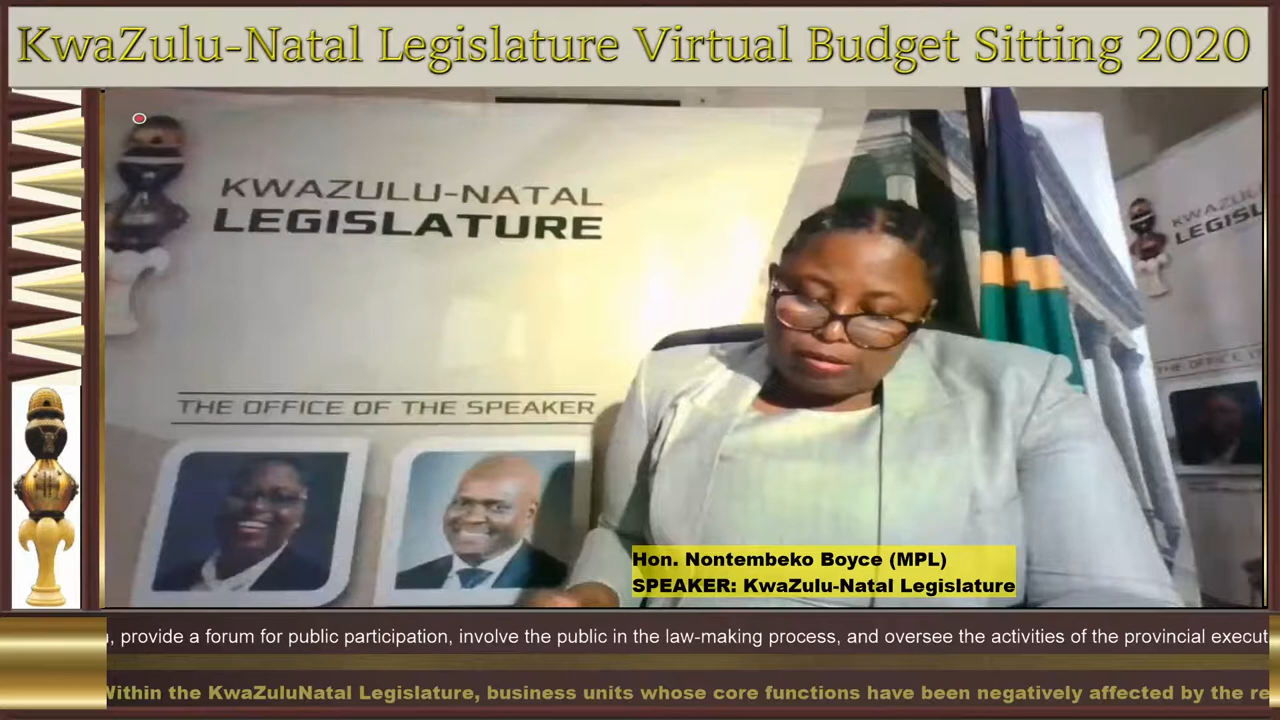 KwaZulu-Natal Legislature Virtual Budget Sitting 2020
KWAZULU-NATAL
LEGISLATURE
THE OFFICE OF THE SPEAKER
KWAZUL
LEGISL
THE OFFICE
Hon. Nontembeko Boyce (MPL)
SPEAKER: KwaZulu-Natal Legislature
, provide a forum for public participation, involve the public in the law-making process, and oversee the activities of the provincial execut
Within the KwaZuluNatal Legislature, business units whose core functions have been negatively affected by the re